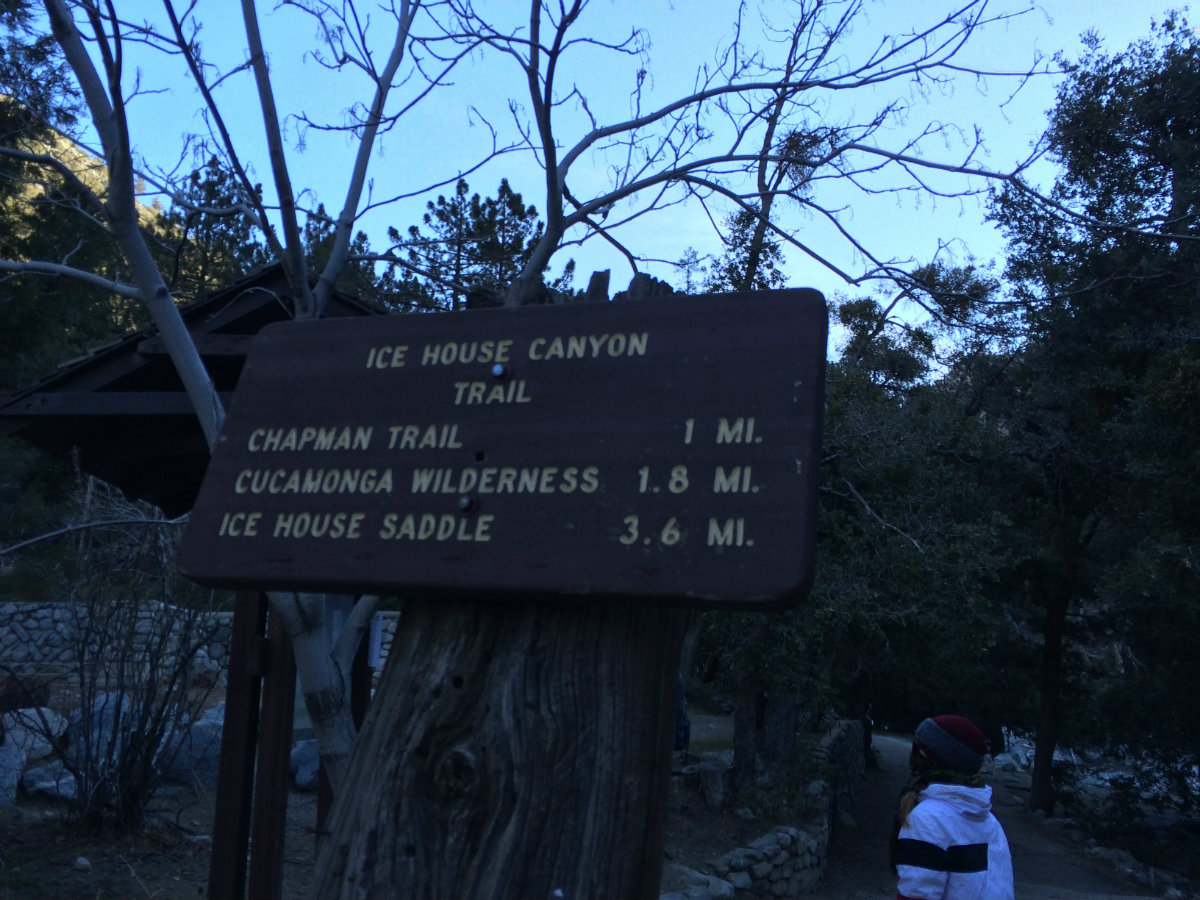 ICE HOUSE CANYON
TRAIL
CHAPMAN TRAIL 1 MI.
CUCAMONGA WILDERNESS 1.8 MI.
ICE HOUSE SADDLE 3.6 MI.